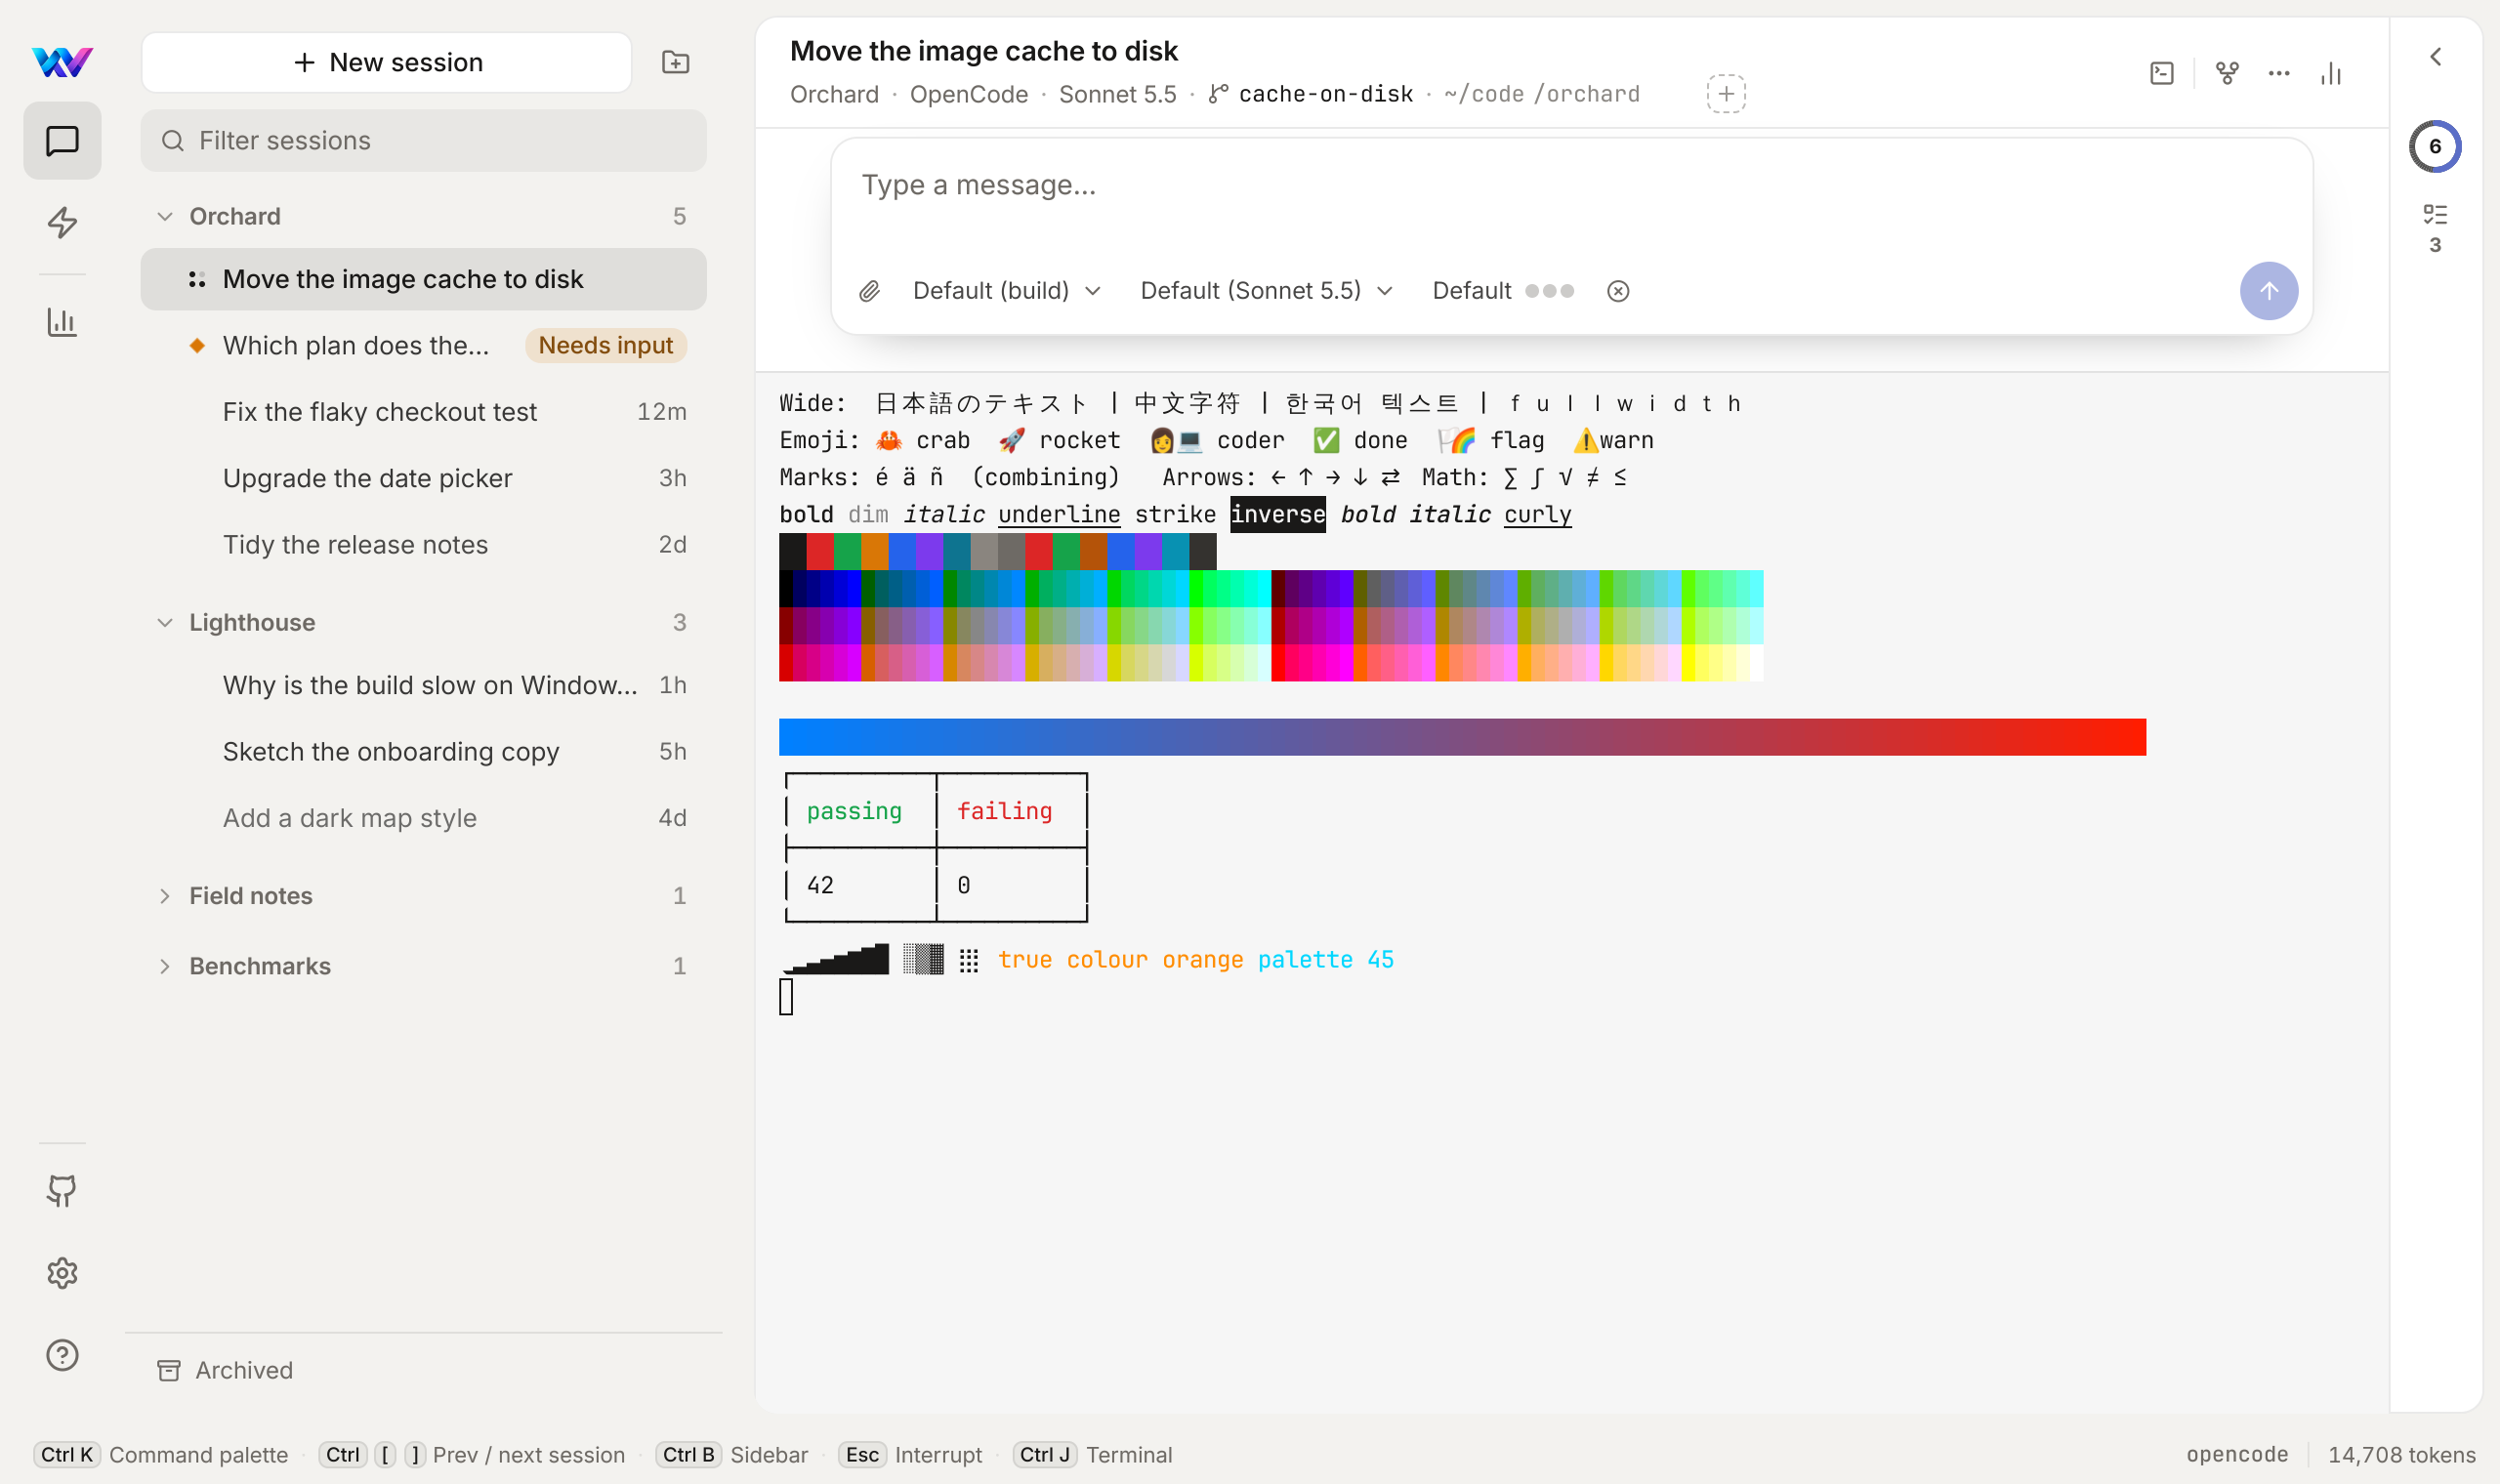 New session
Filter sessions
Orchard 5
Move the image cache to disk
Which plan does the... Needs input
Fix the flaky checkout test 12m
Upgrade the date picker 3h
Tidy the release notes 2d
Lighthouse 3
Why is the build slow on Window... 1h
Sketch the onboarding copy 5h
Add a dark map style 4d
Field notes 1
Benchmarks 1
Archived
Move the image cache to disk
Orchard · OpenCode · Sonnet 5.5 · cache-on-disk · ~/code/orchard
Type a message...
Default (build) Default (Sonnet 5.5) Default
6
3
Wide: 日本語のテキスト | 中文字符 | 한국어 텍스트 | ｆｕｌｌｗｉｄｔｈ
Emoji: 🦀 crab 🚀 rocket 👩💻 coder ✅ done 🏳🌈 flag ⚠️warn
Marks: é ä ñ (combining) Arrows: ← ↑ → ↓ ⇄ Math: ∑ ∫ √ ≠ ≤
bold dim italic underline strike inverse bold italic curly
passing failing
42 0
true colour orange palette 45
Ctrl K Command palette · Ctrl [ ] Prev / next session · Ctrl B Sidebar · Esc Interrupt · Ctrl J Terminal
opencode 14,708 tokens